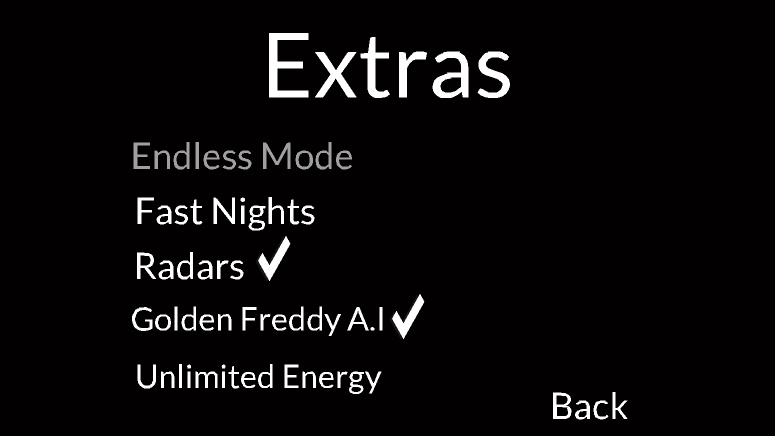 Extras
Endless Mode
Fast Nights
Radars
Golden Freddy A.I
Unlimited Energy
Back